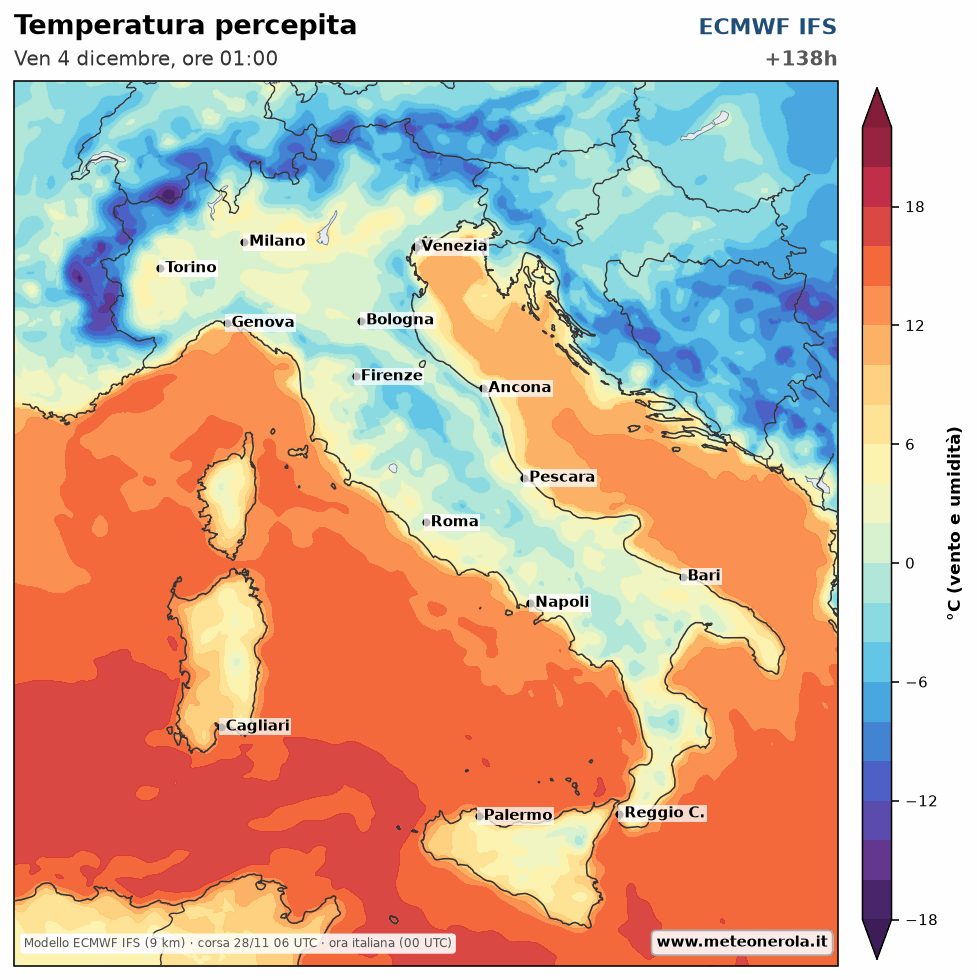 Temperatura percepita
ECMWF IFS
Ven 4 dicembre, ore 01:00
+138h
Milano
Venezia
Torino
Genova
Bologna
Firenze
Ancona
Pescara
Roma
Bari
Napoli
Cagliari
Palermo
Reggio C.
18
12
6
0
−6
−12
−18
°C (vento e umidità)
Modello ECMWF IFS (9 km) · corsa 28/11 06 UTC · ora italiana (00 UTC)
www.meteonerola.it